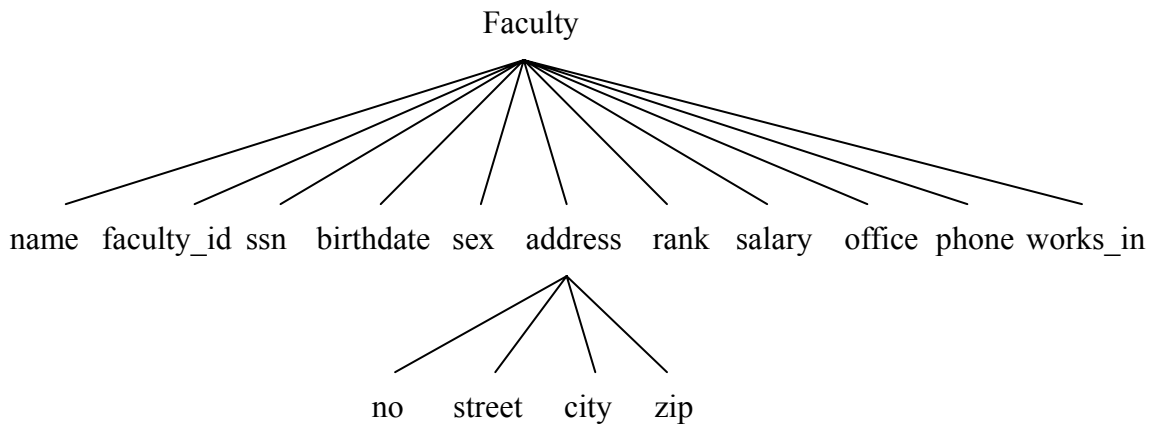 Faculty
name faculty_id ssn birthdate sex address rank salary office phone works_in
no street city zip